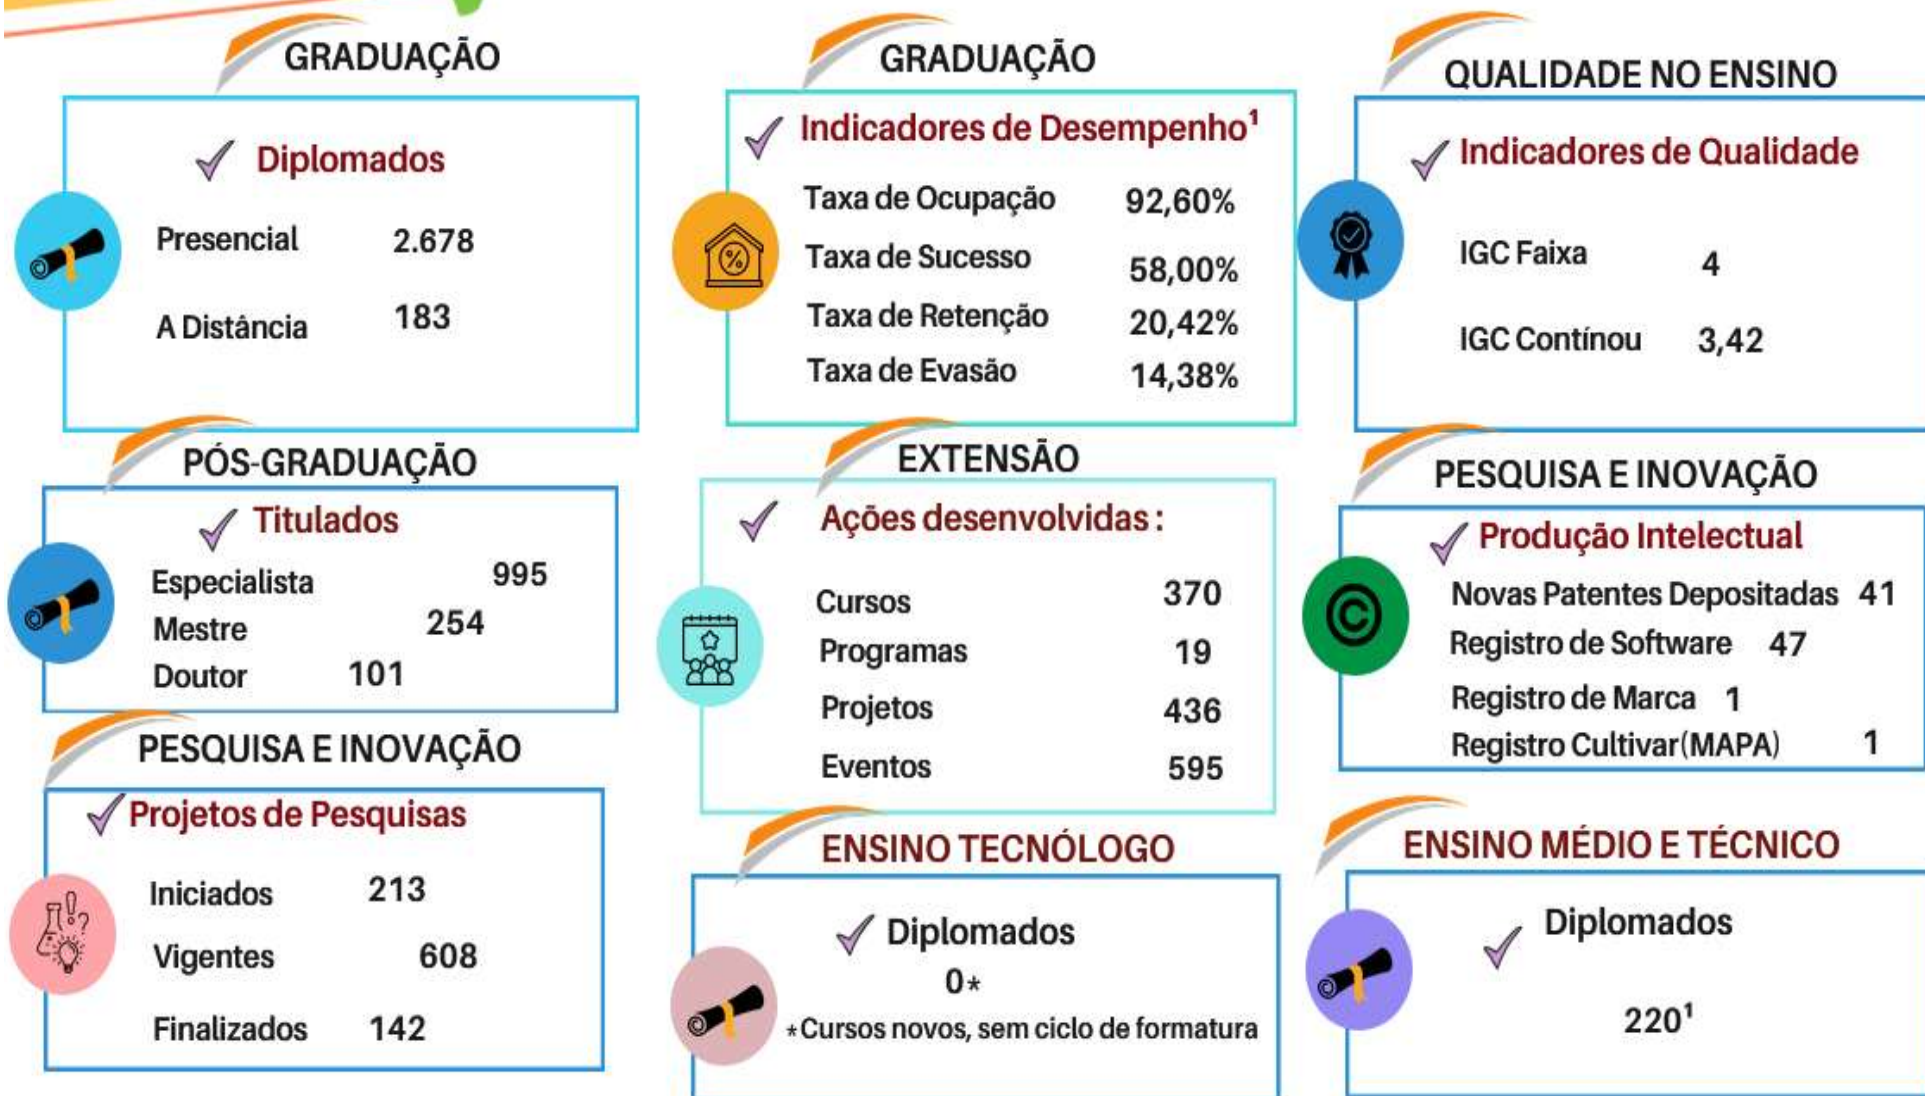 GRADUAÇÃO
Diplomados
Presencial 2.678
A Distância 183
GRADUAÇÃO
Indicadores de Desempenho¹
Taxa de Ocupação 92,60%
Taxa de Sucesso 58,00%
Taxa de Retenção 20,42%
Taxa de Evasão 14,38%
QUALIDADE NO ENSINO
Indicadores de Qualidade
IGC Faixa 4
IGC Contínou 3,42
PÓS-GRADUAÇÃO
Titulados
Especialista 995
Mestre 254
Doutor 101
EXTENSÃO
Ações desenvolvidas :
Cursos 370
Programas 19
Projetos 436
Eventos 595
PESQUISA E INOVAÇÃO
Produção Intelectual
Novas Patentes Depositadas 41
Registro de Software 47
Registro de Marca 1
Registro Cultivar(MAPA) 1
PESQUISA E INOVAÇÃO
Projetos de Pesquisas
Iniciados 213
Vigentes 608
Finalizados 142
ENSINO TECNÓLOGO
Diplomados
0*
*Cursos novos, sem ciclo de formatura
ENSINO MÉDIO E TÉCNICO
Diplomados
220¹